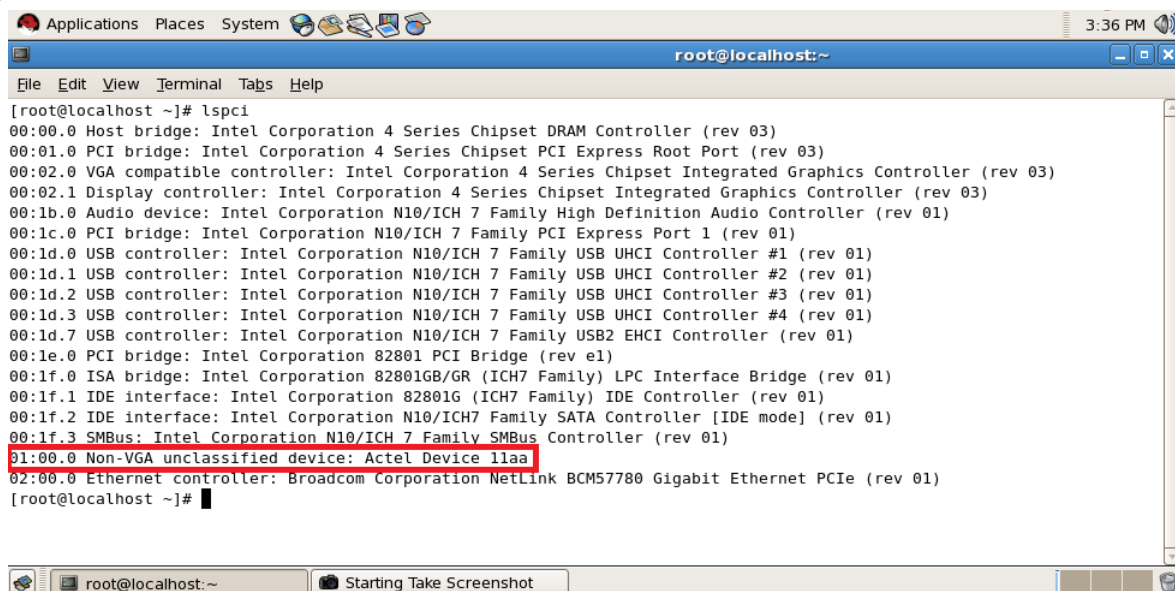 Applications Places System 3:36 PM
root@localhost:~
File Edit View Terminal Tabs Help
[root@localhost ~]# lspci
00:00.0 Host bridge: Intel Corporation 4 Series Chipset DRAM Controller (rev 03)
00:01.0 PCI bridge: Intel Corporation 4 Series Chipset PCI Express Root Port (rev 03)
00:02.0 VGA compatible controller: Intel Corporation 4 Series Chipset Integrated Graphics Controller (rev 03)
00:02.1 Display controller: Intel Corporation 4 Series Chipset Integrated Graphics Controller (rev 03)
00:1b.0 Audio device: Intel Corporation N10/ICH 7 Family High Definition Audio Controller (rev 01)
00:1c.0 PCI bridge: Intel Corporation N10/ICH 7 Family PCI Express Port 1 (rev 01)
00:1d.0 USB controller: Intel Corporation N10/ICH 7 Family USB UHCI Controller #1 (rev 01)
00:1d.1 USB controller: Intel Corporation N10/ICH 7 Family USB UHCI Controller #2 (rev 01)
00:1d.2 USB controller: Intel Corporation N10/ICH 7 Family USB UHCI Controller #3 (rev 01)
00:1d.3 USB controller: Intel Corporation N10/ICH 7 Family USB UHCI Controller #4 (rev 01)
00:1d.7 USB controller: Intel Corporation N10/ICH 7 Family USB2 EHCI Controller (rev 01)
00:1e.0 PCI bridge: Intel Corporation 82801 PCI Bridge (rev e1)
00:1f.0 ISA bridge: Intel Corporation 82801GB/GR (ICH7 Family) LPC Interface Bridge (rev 01)
00:1f.1 IDE interface: Intel Corporation 82801G (ICH7 Family) IDE Controller (rev 01)
00:1f.2 IDE interface: Intel Corporation N10/ICH7 Family SATA Controller [IDE mode] (rev 01)
00:1f.3 SMBus: Intel Corporation N10/ICH 7 Family SMBus Controller (rev 01)
01:00.0 Non-VGA unclassified device: Actel Device 11aa
02:00.0 Ethernet controller: Broadcom Corporation NetLink BCM57780 Gigabit Ethernet PCIe (rev 01)
[root@localhost ~]#
root@localhost:~ Starting Take Screenshot